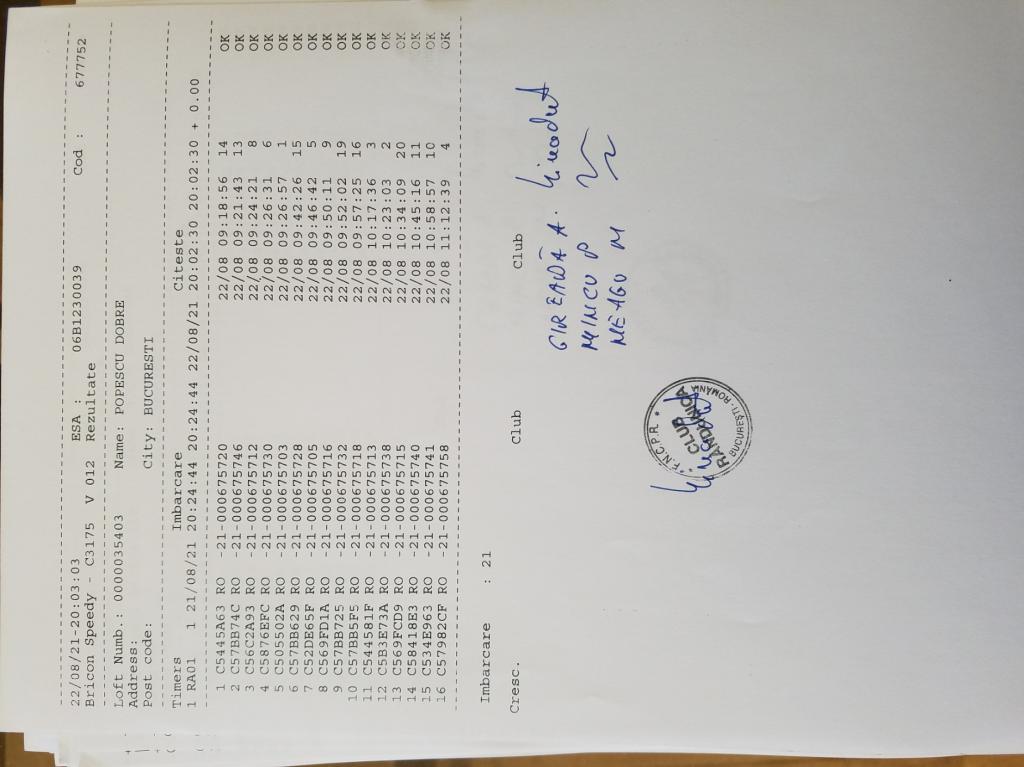 22/08/21-20:03:03 ESA : 06B1230039 Cod : 677752
Bricon Speedy - C3175 V 012 Rezultate
Loft Numb.: 0000035403 Name: POPESCU DOBRE
Address:
Post code: City: BUCURESTI
Timers Imbarcare Citeste
1 RA01 1 21/08/21 20:24:44 20:24:44 22/08/21 20:02:30 20:02:30 + 0.00
1 C5445A63 RO -21-000675720 22/08 09:18:56 14 OK
2 C57BB74C RO -21-000675746 22/08 09:21:43 13 OK
3 C56C2A93 RO -21-000675712 22/08 09:24:21 8 OK
4 C5876EFC RO -21-000675730 22/08 09:26:31 6 OK
5 C505502A RO -21-000675703 22/08 09:26:57 1 OK
6 C57BB629 RO -21-000675728 22/08 09:42:26 15 OK
7 C52DE65F RO -21-000675705 22/08 09:46:42 5 OK
8 C569FD1A RO -21-000675716 22/08 09:50:11 9 OK
9 C57BB725 RO -21-000675732 22/08 09:52:02 19 OK
10 C57BB5F5 RO -21-000675718 22/08 09:57:25 16 OK
11 C544581F RO -21-000675713 22/08 10:17:36 3 OK
12 C5B3E73A RO -21-000675738 22/08 10:23:03 2 OK
13 C569FCD9 RO -21-000675715 22/08 10:34:09 20 OK
14 C58418E3 RO -21-000675740 22/08 10:45:16 11 OK
15 C534E963 RO -21-000675741 22/08 10:58:57 10 OK
16 C57982CF RO -21-000675758 22/08 11:12:39 4 OK
Imbarcare : 21
Cresc. Club Club
MINCU P
NEAGU M
F.N.C.P.R.
CLUB
RANDUNICA
BUCURESTI - ROMANIA